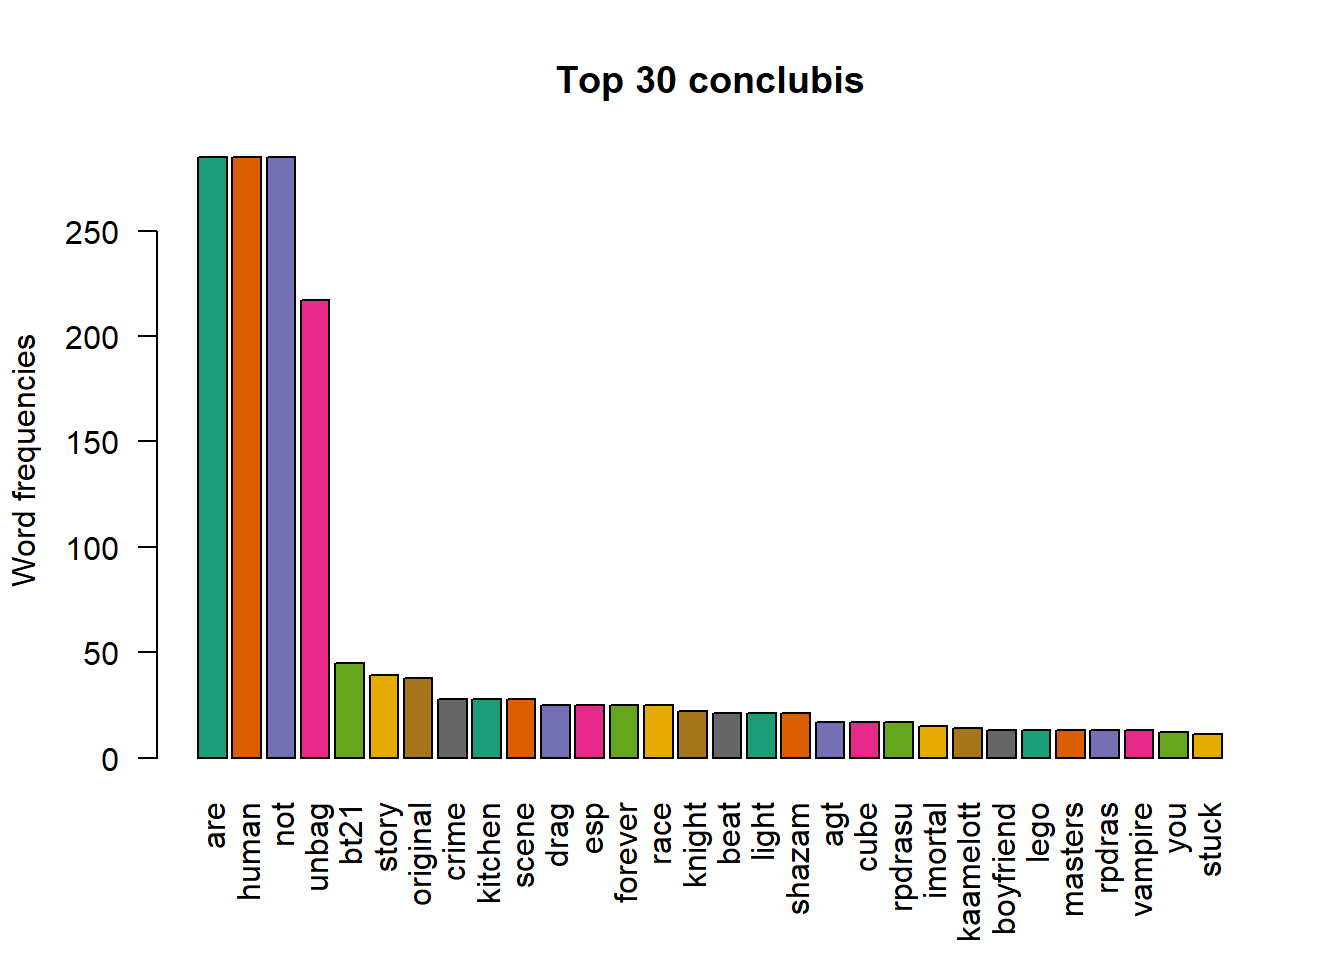 Top 30 conclubis
Word frequencies
250
200
150
100
50
0
are
human
not
unbag
bt21
story
original
crime
kitchen
scene
drag
esp
forever
race
knight
beat
light
shazam
agt
cube
rpdrasu
imortal
kaamelott
boyfriend
lego
masters
rpdras
vampire
you
stuck